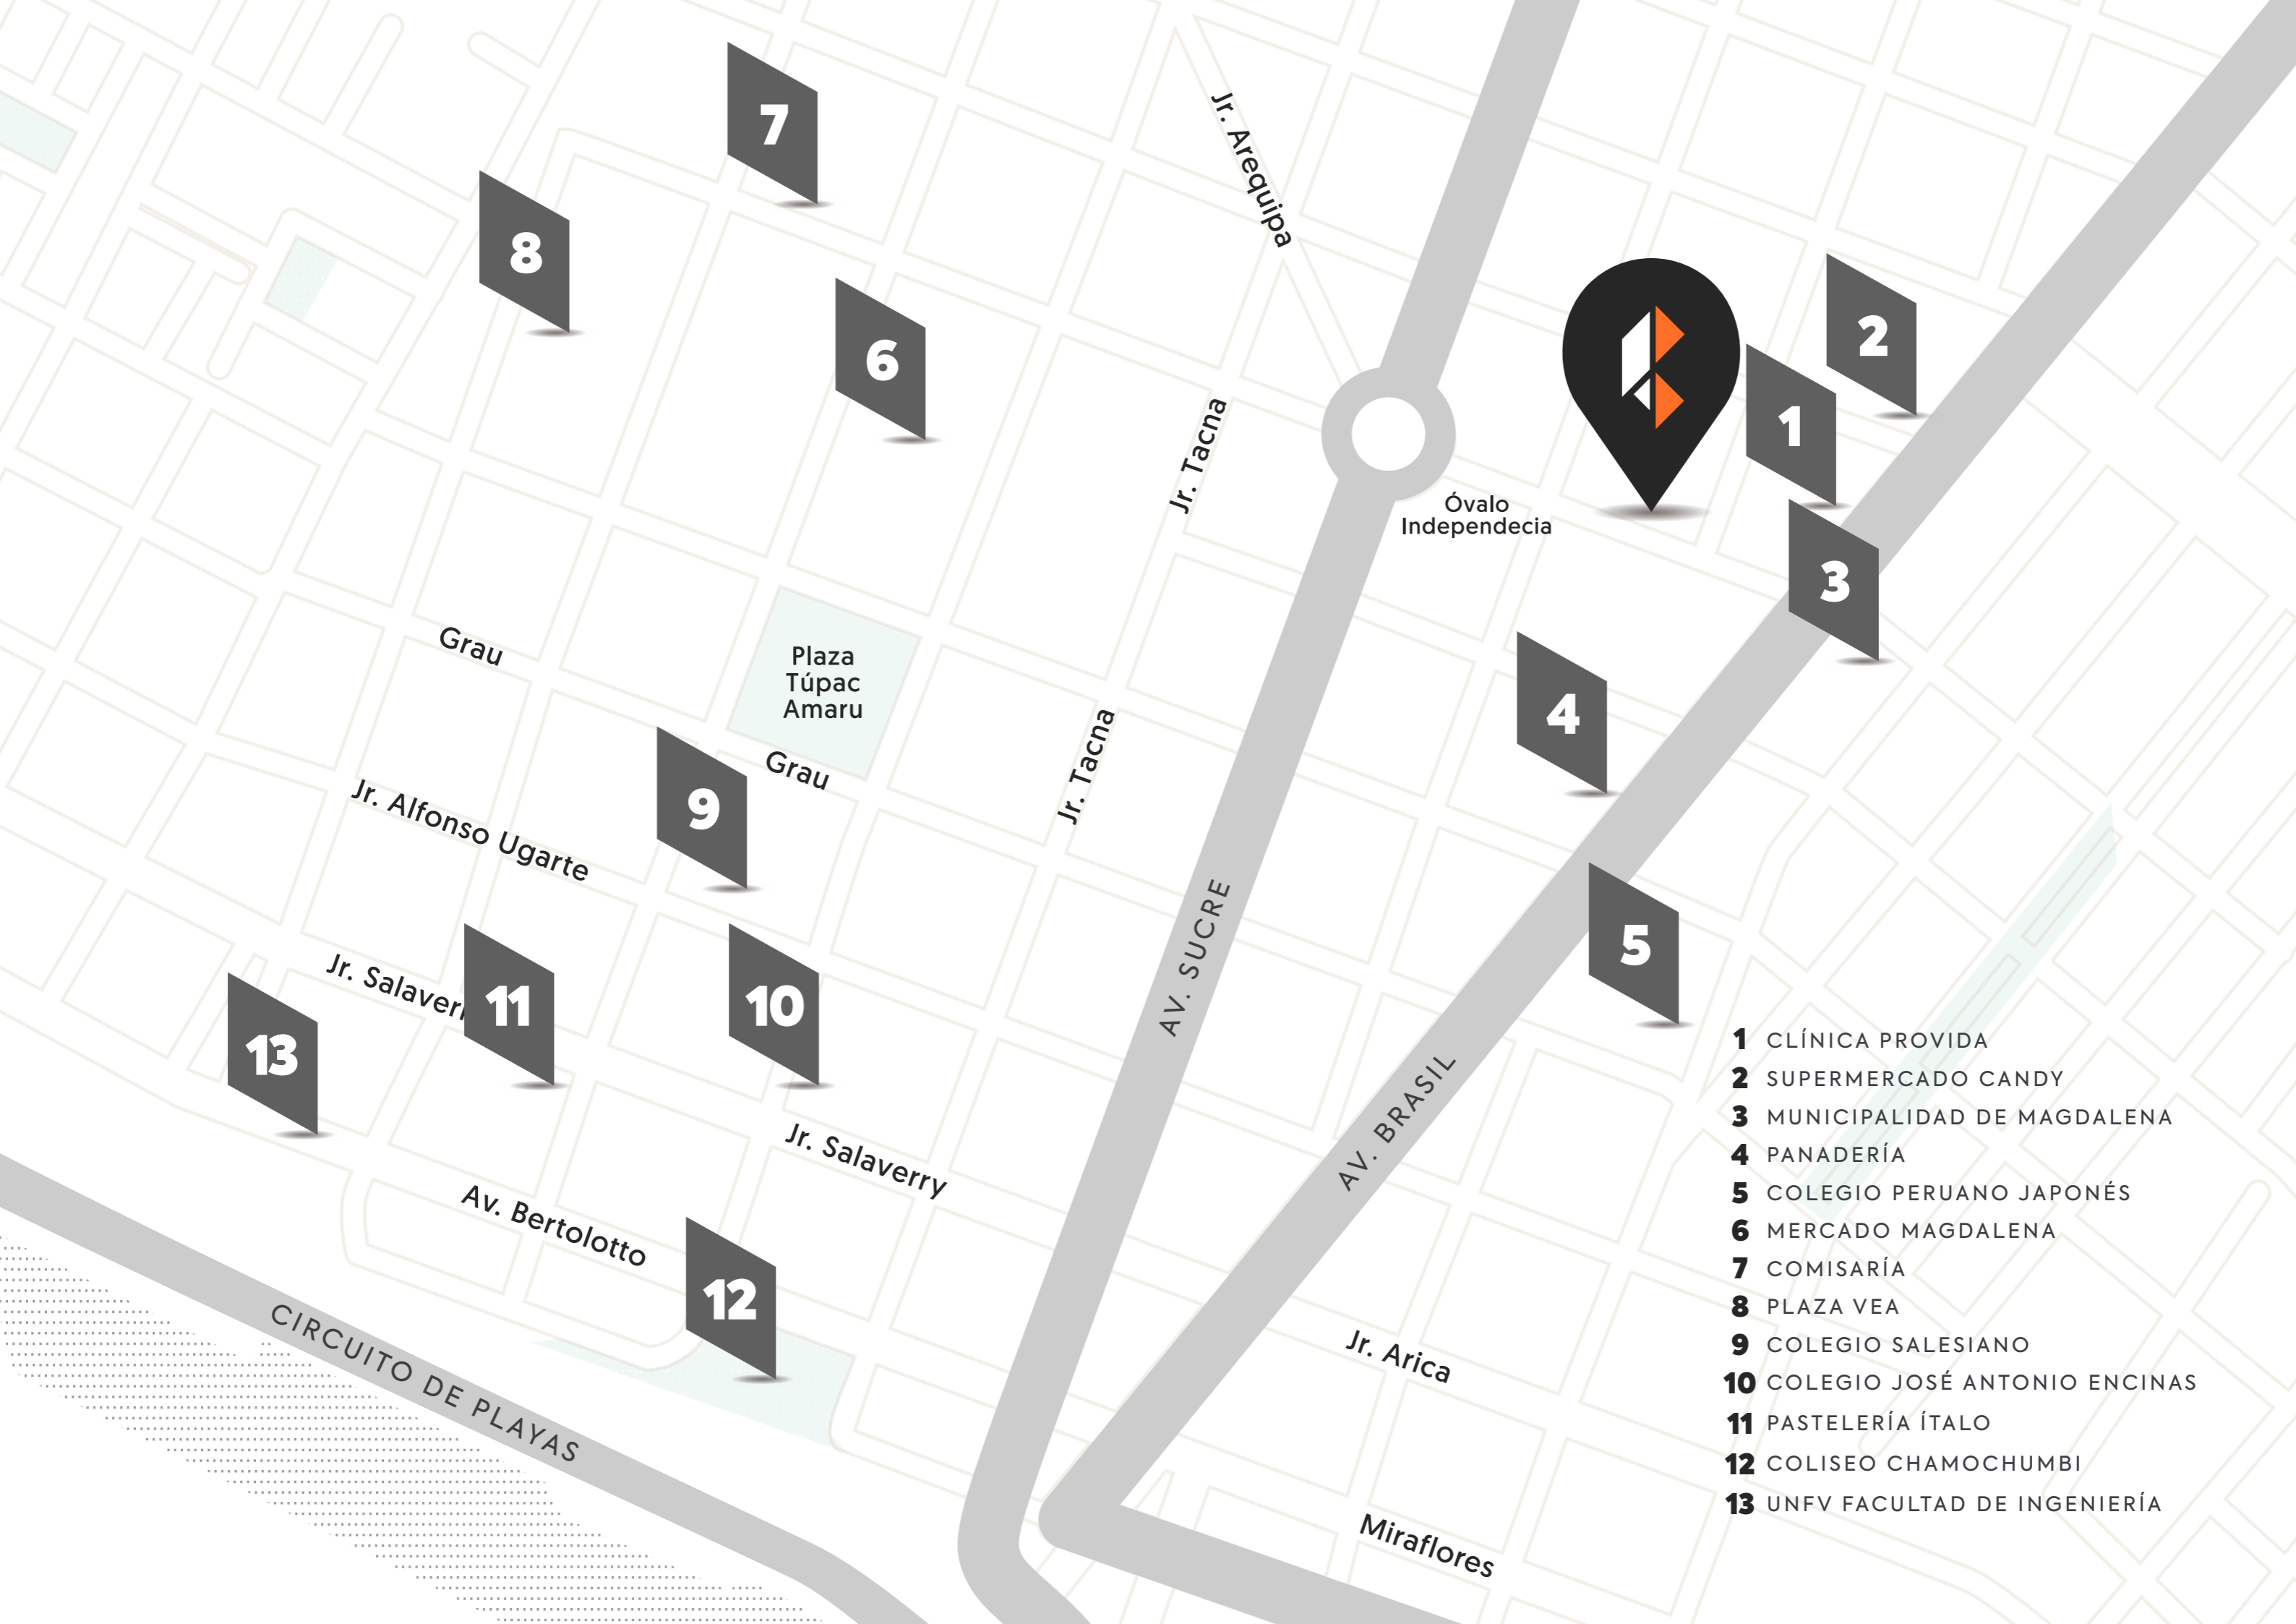 7
Jr. Arequipa
8
2
6
1
Jr. Tacna
Óvalo
Independecia
3
Grau
Plaza
Túpac
Amaru
4
Grau
Jr. Tacna
9
Jr. Alfonso Ugarte
AV. SUCRE
5
Jr. Salaverr
11
10
13
AV. BRASIL
Jr. Salaverry
Av. Bertolotto
12
CIRCUITO DE PLAYAS
Jr. Arica
Miraflores
1 CLÍNICA PROVIDA
2 SUPERMERCADO CANDY
3 MUNICIPALIDAD DE MAGDALENA
4 PANADERÍA
5 COLEGIO PERUANO JAPONÉS
6 MERCADO MAGDALENA
7 COMISARÍA
8 PLAZA VEA
9 COLEGIO SALESIANO
10 COLEGIO JOSÉ ANTONIO ENCINAS
11 PASTELERÍA ÍTALO
12 COLISEO CHAMOCHUMBI
13 UNFV FACULTAD DE INGENIERÍA